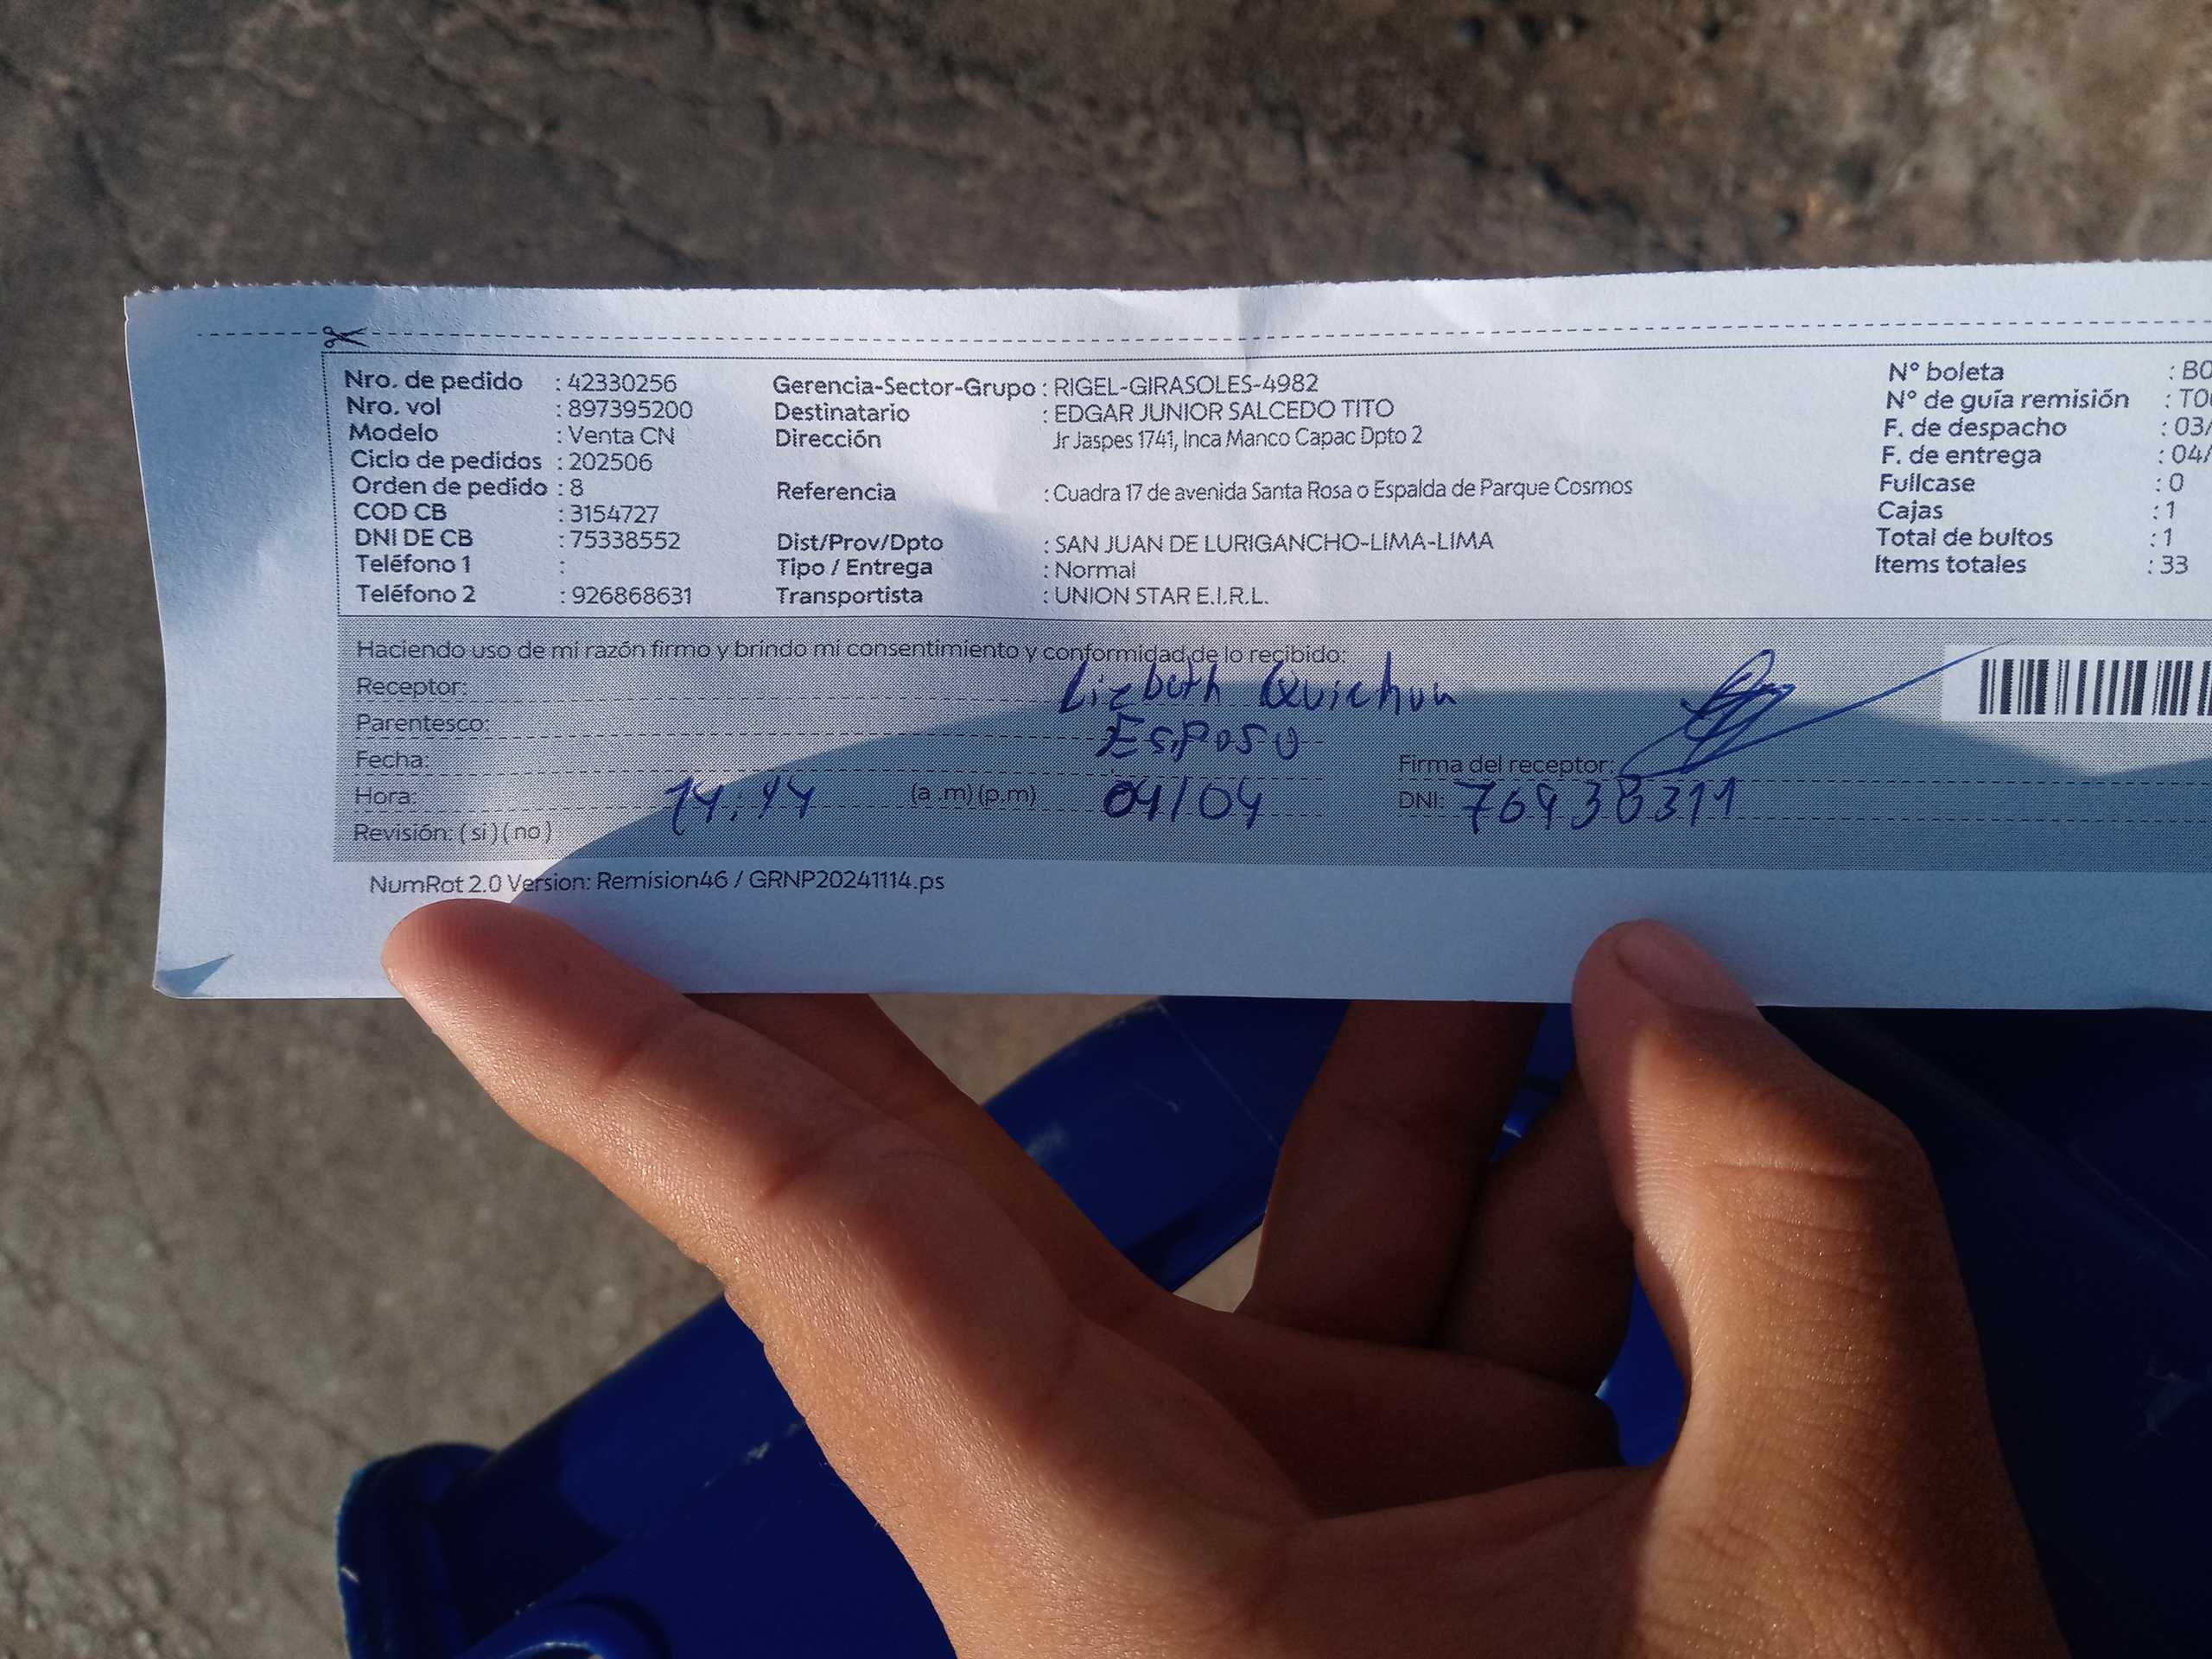 Nro. de pedido : 42330256
Nro. vol : 897395200
Modelo : Venta CN
Ciclo de pedidos : 202506
Orden de pedido : 8
COD CB : 3154727
DNI DE CB : 75338552
Teléfono 1 :
Teléfono 2 : 926868631
Gerencia-Sector-Grupo : RIGEL-GIRASOLES-4982
Destinatario : EDGAR JUNIOR SALCEDO TITO
Dirección Jr Jaspes 1741, Inca Manco Capac Dpto 2
Referencia : Cuadra 17 de avenida Santa Rosa o Espalda de Parque Cosmos
Dist/Prov/Dpto : SAN JUAN DE LURIGANCHO-LIMA-LIMA
Tipo / Entrega : Normal
Transportista : UNION STAR E.I.R.L.
N° boleta : B0
N° de guía remisión : T0
F. de despacho : 03/
F. de entrega : 04/
Fullcase : 0
Cajas : 1
Total de bultos : 1
Items totales : 33
Haciendo uso de mi razón firmo y brindo mi consentimiento y conformidad de lo recibido:
Receptor: Lizbeth
Parentesco: Esposo
Fecha:
Firma del receptor:
Hora: (a .m) (p.m) 04/04
DNI:
Revisión: ( si ) ( no )
NumRot 2.0 Version: Remision46 / GRNP20241114.ps